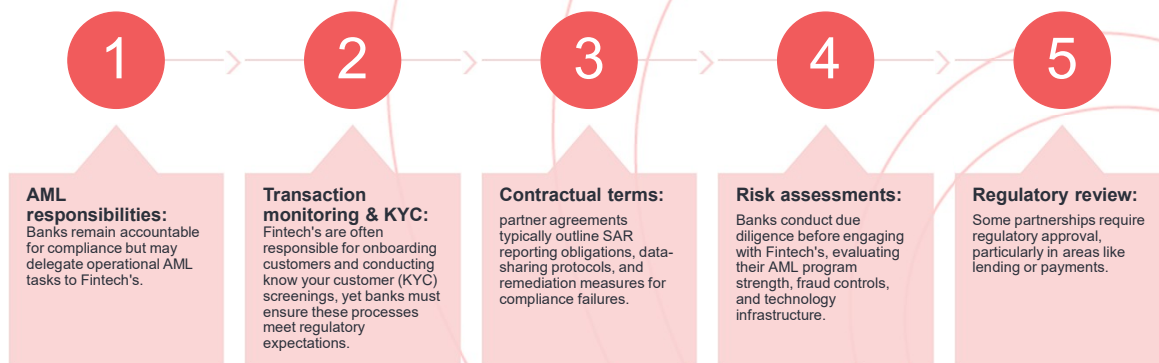 1
2
3
4
5
AML
responsibilities:
Banks remain accountable
for compliance but may
delegate operational AML
tasks to Fintech's.
Transaction
monitoring & KYC:
Fintech's are often
responsible for onboarding
customers and conducting
know your customer (KYC)
screenings, yet banks must
ensure these processes
meet regulatory
expectations.
Contractual terms:
partner agreements
typically outline SAR
reporting obligations, data-
sharing protocols, and
remediation measures for
compliance failures.
Risk assessments:
Banks conduct due
diligence before engaging
with Fintech's, evaluating
their AML program
strength, fraud controls,
and technology
infrastructure.
Regulatory review:
Some partnerships require
regulatory approval,
particularly in areas like
lending or payments.